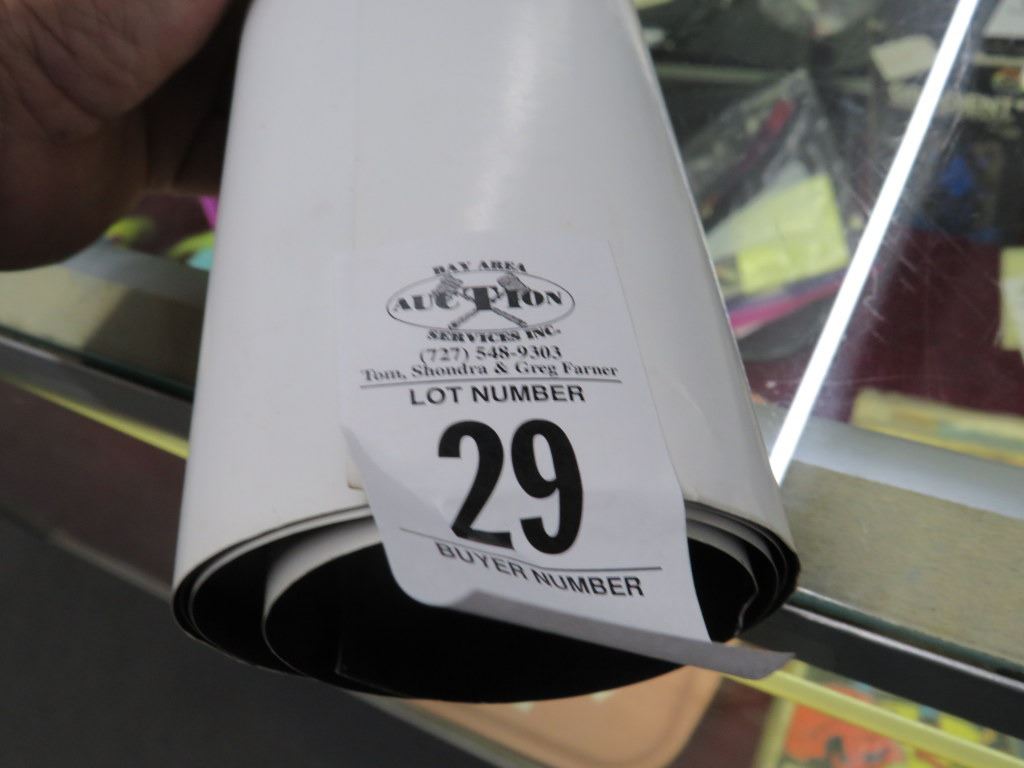 BAY AREA
AUCTION
SERVICES INC.
(727) 548-9303
Tom, Shondra & Greg Farner
LOT NUMBER
29
BUYER NUMBER